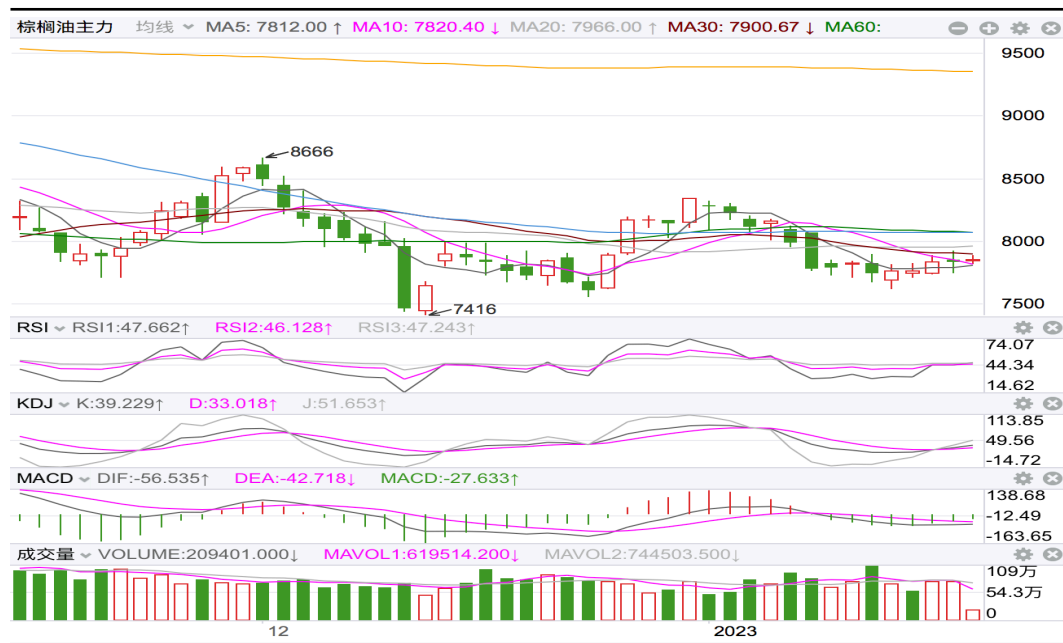 棕榈油主力 均线 MA5: 7812.00 ↑ MA10: 7820.40 ↓ MA20: 7966.00 ↑ MA30: 7900.67 ↓ MA60:
9500
9000
8666
8500
8000
7500
7416
RSI RSI1:47.662↑ RSI2:46.128↑ RSI3:47.243↑
74.07
44.34
14.62
KDJ K:39.229↑ D:33.018↑ J:51.653↑
113.85
49.56
-14.72
MACD DIF:-56.535↑ DEA:-42.718↓ MACD:-27.633↑
138.68
-12.49
-163.65
成交量 VOLUME:209401.000↓ MAVOL1:619514.200↓ MAVOL2:744503.500↓
109万
54.3万
0
12 2023